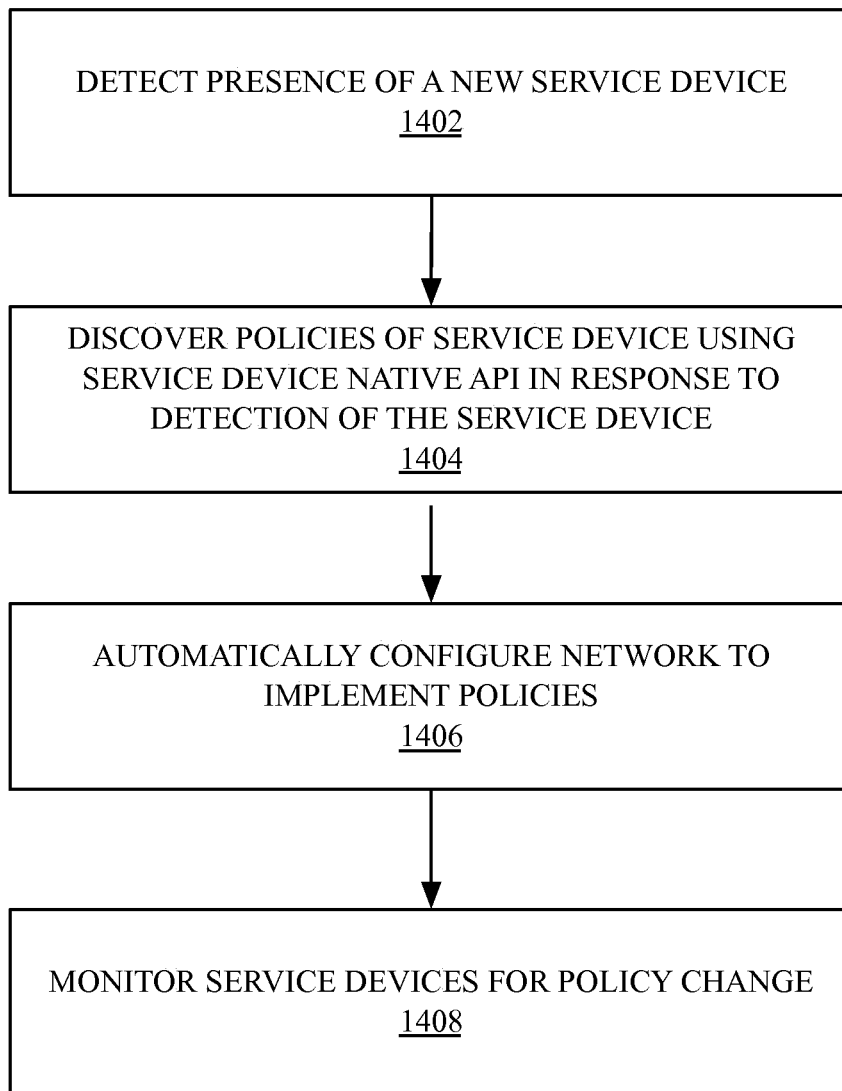 DETECT PRESENCE OF A NEW SERVICE DEVICE
1402
DISCOVER POLICIES OF SERVICE DEVICE USING
SERVICE DEVICE NATIVE API IN RESPONSE TO
DETECTION OF THE SERVICE DEVICE
1404
AUTOMATICALLY CONFIGURE NETWORK TO
IMPLEMENT POLICIES
1406
MONITOR SERVICE DEVICES FOR POLICY CHANGE
1408